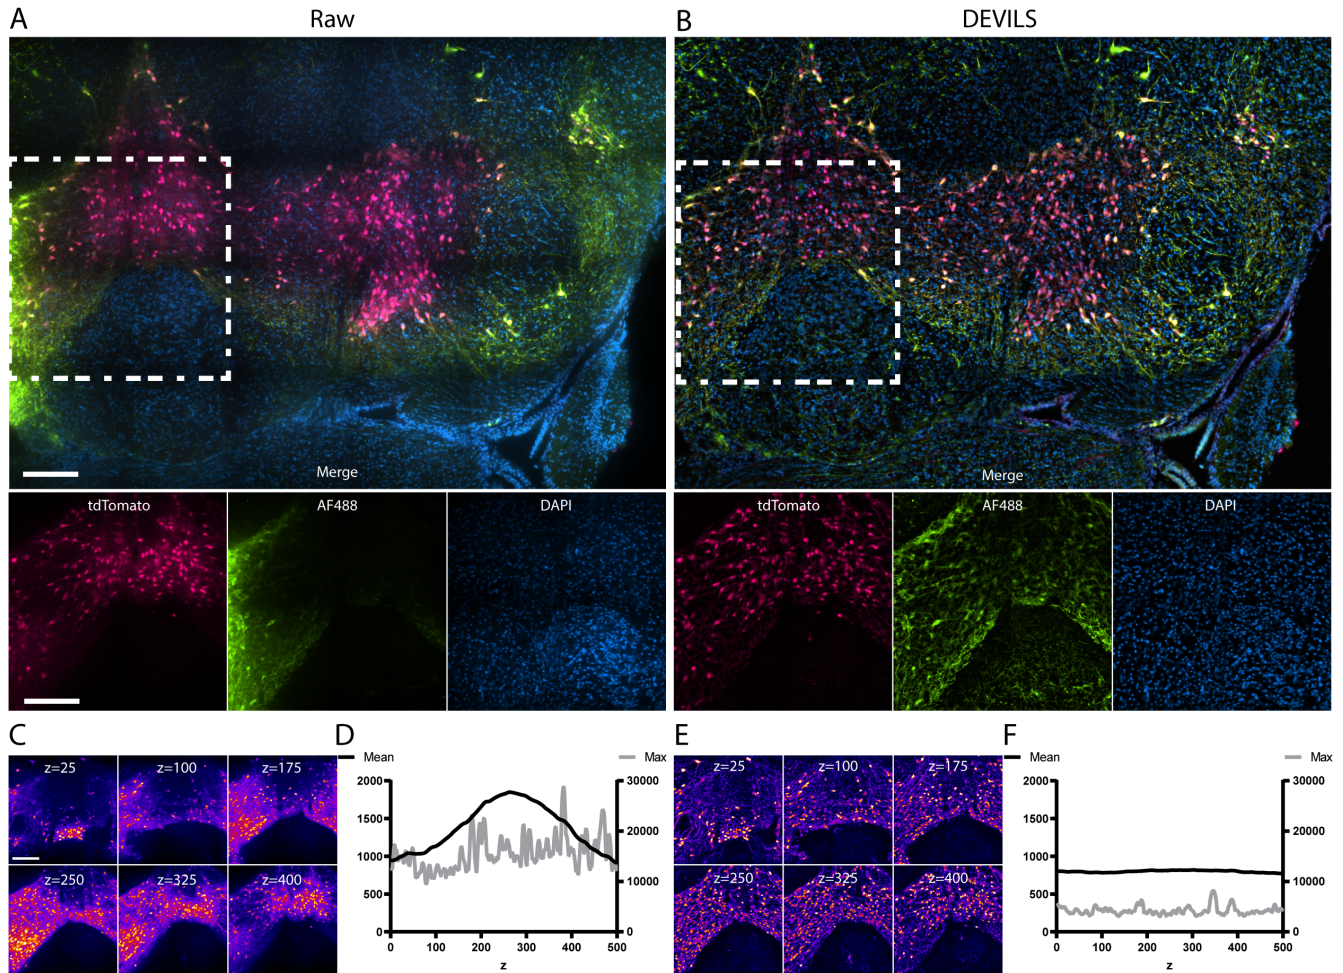 A
Raw
B
DEVILS
Merge
Merge
tdTomato
AF488
DAPI
tdTomato
AF488
DAPI
C
z=25
z=100
z=175
z=250
z=325
z=400
D
Mean
Max
2000
1500
1000
500
0
30000
20000
10000
0
0
100
200
300
400
500
z
E
z=25
z=100
z=175
z=250
z=325
z=400
F
Mean
Max
2000
1500
1000
500
0
30000
20000
10000
0
0
100
200
300
400
500
z